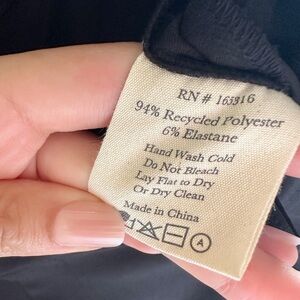 RN # 163316
94% Recycled Polyester
6% Elastane
Hand Wash Cold
Do Not Bleach
Lay Flat to Dry
Or Dry Clean
Made in China
A